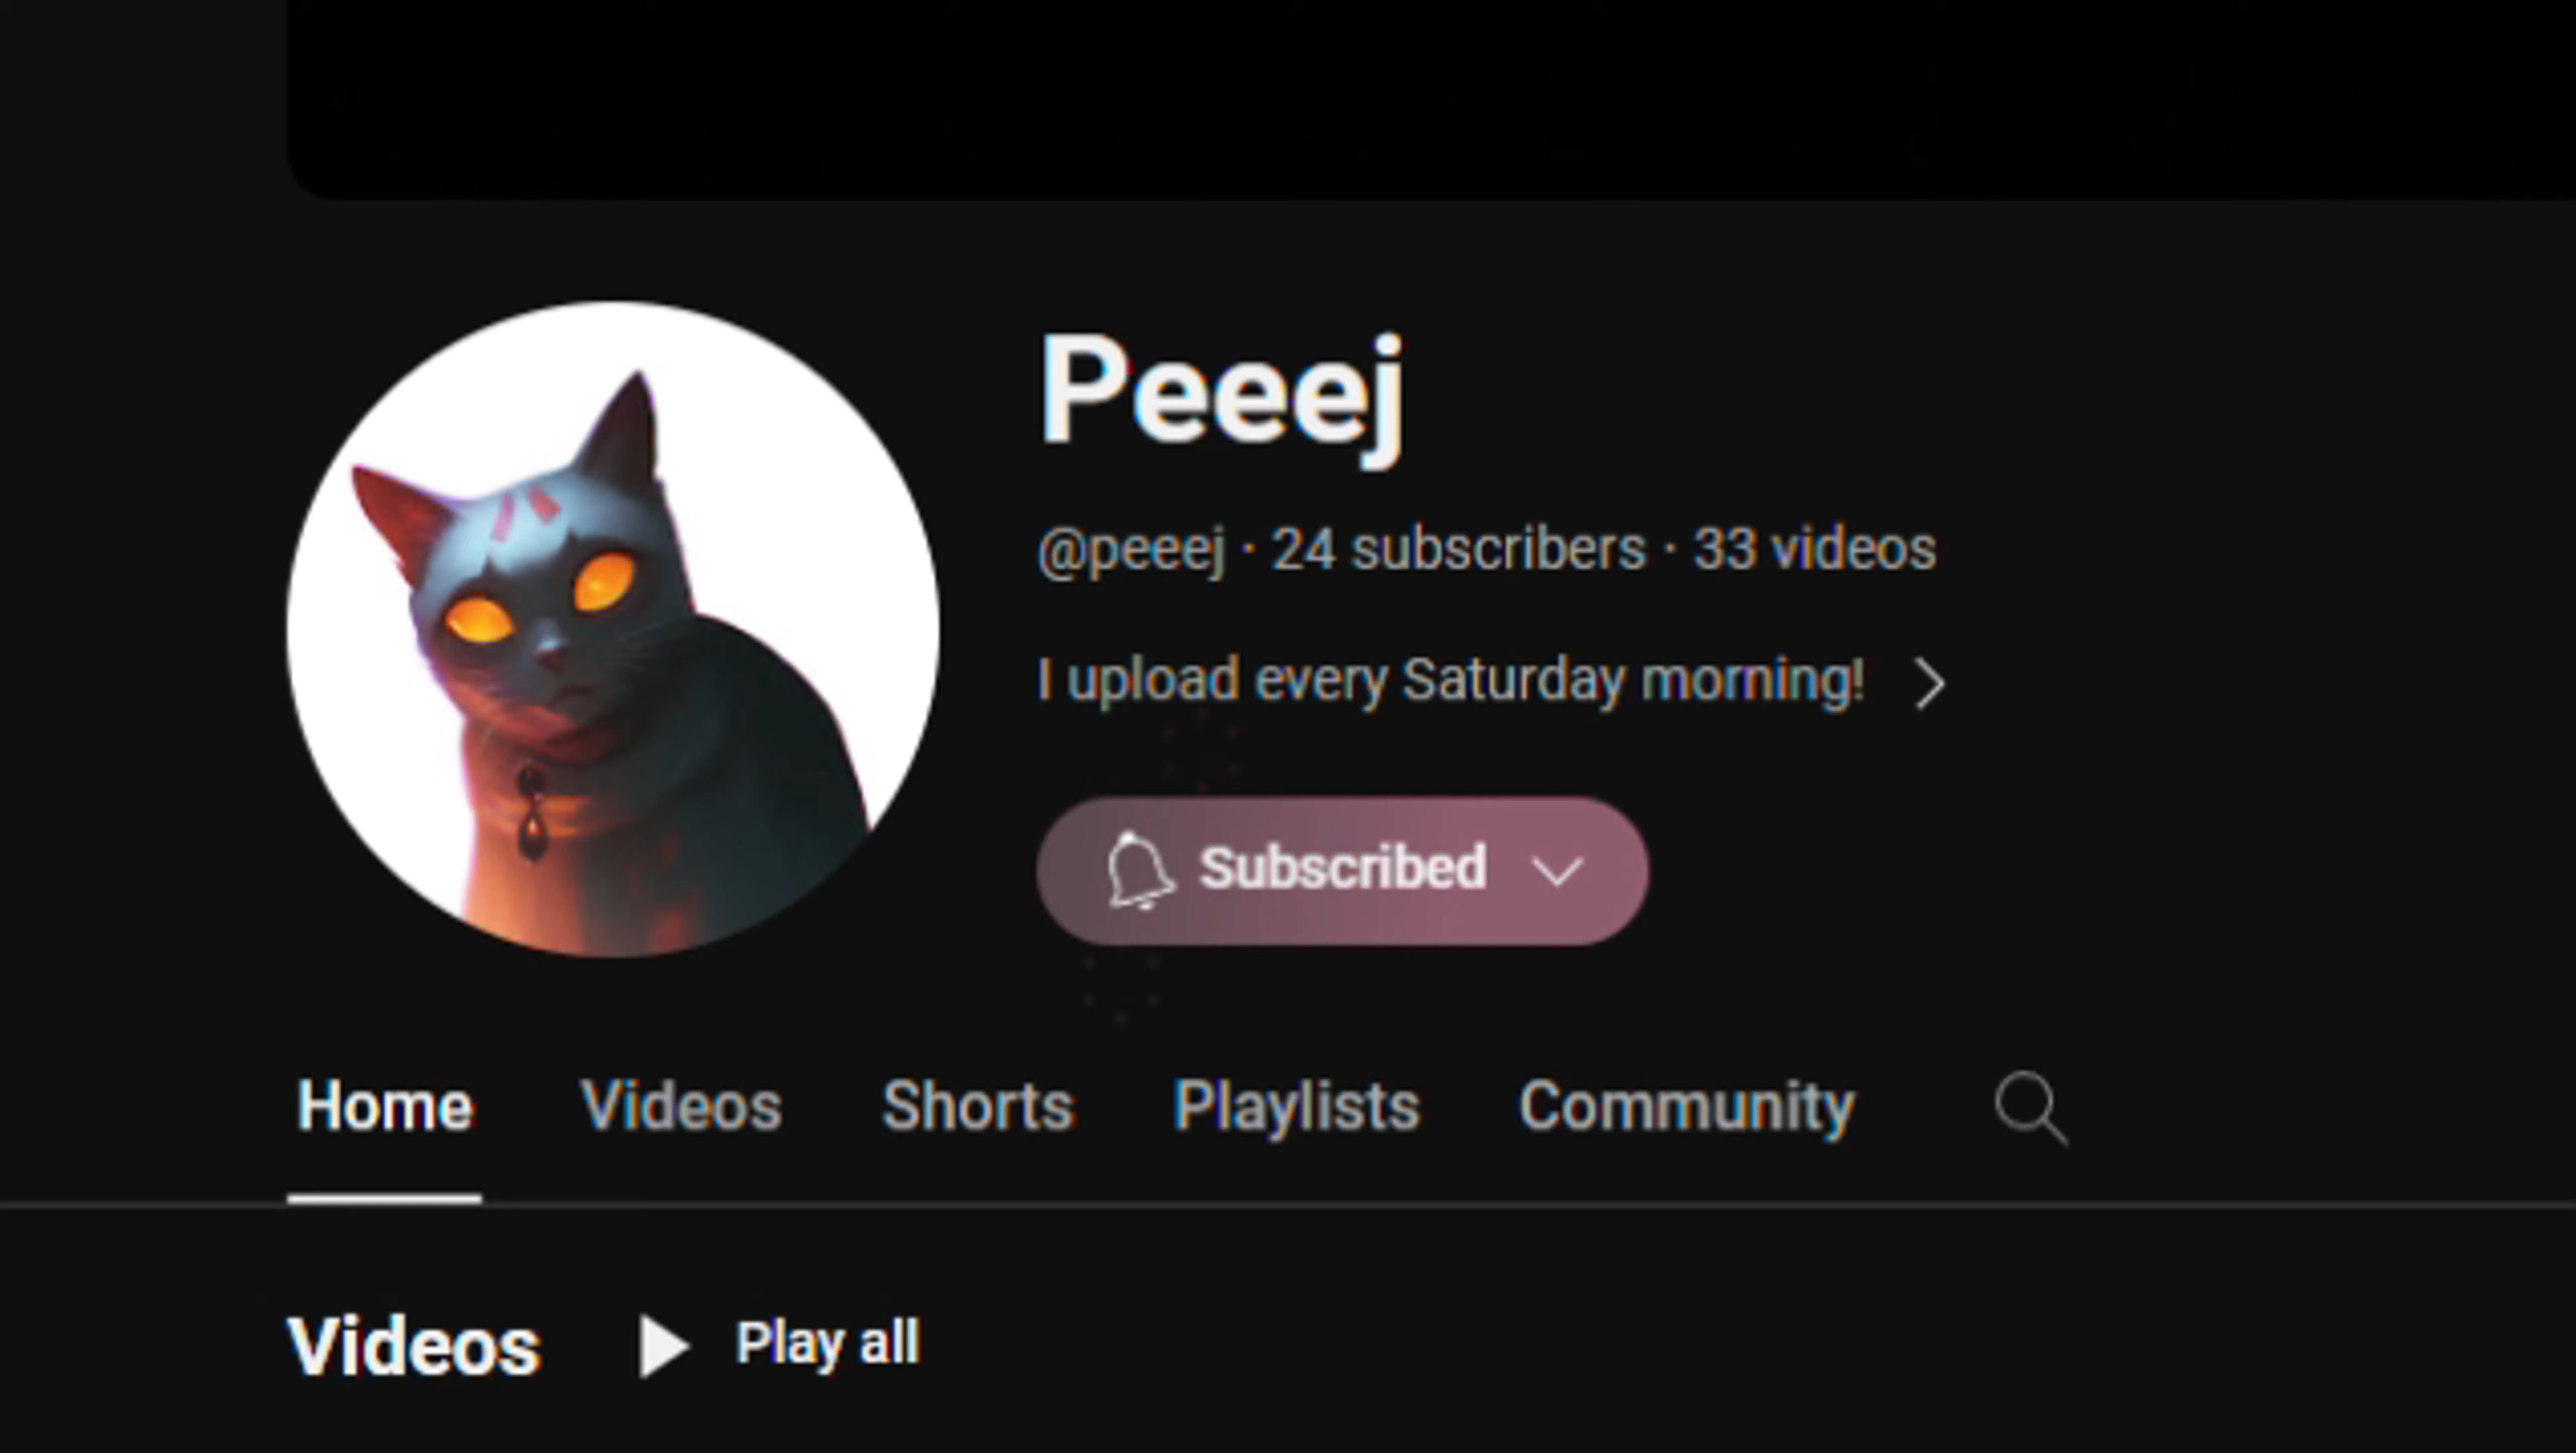 Peeej
@peeej · 24 subscribers · 33 videos
I upload every Saturday morning!
Subscribed
Home Videos Shorts Playlists Community
Videos Play all